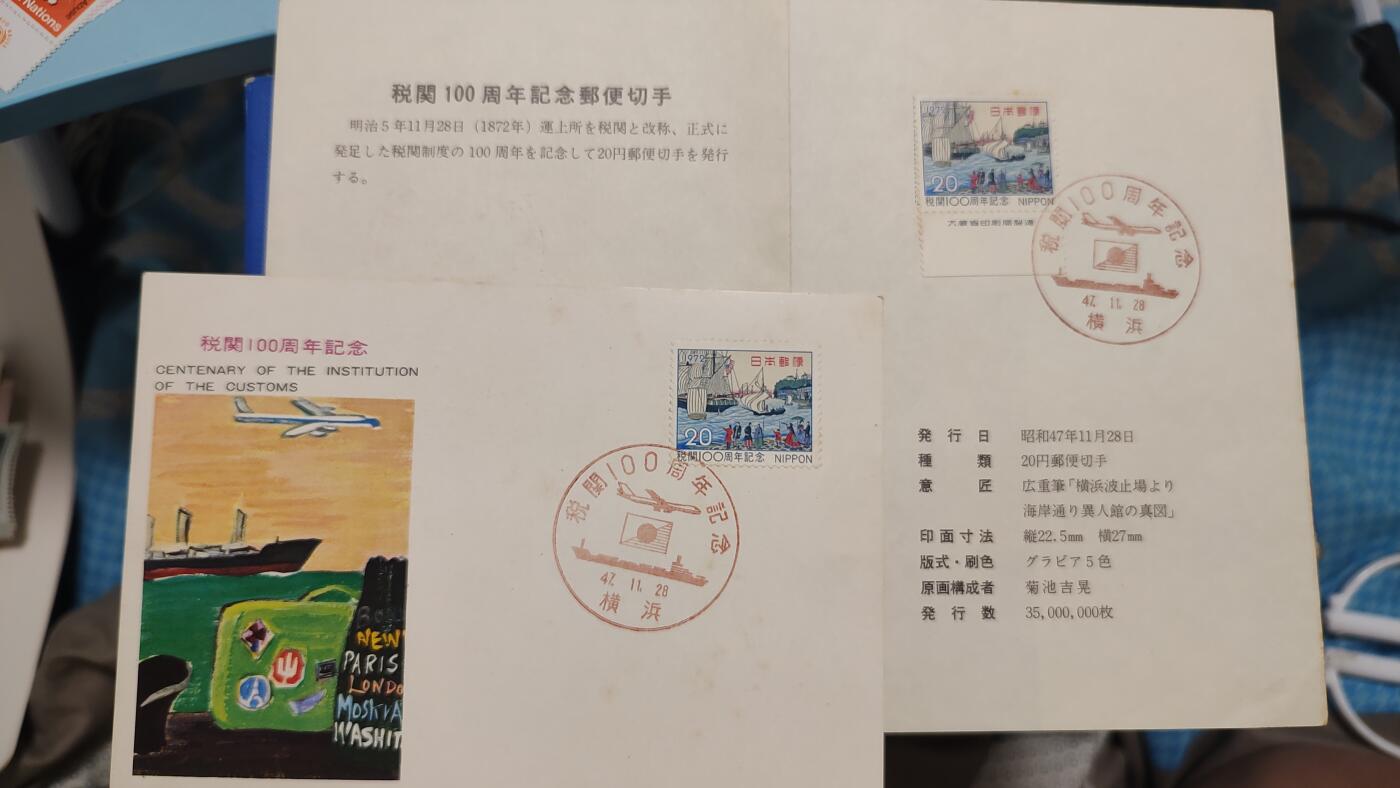 Nations
税関100周年記念郵便切手
明治5年11月28日（1872年）運上所を税関と改称、正式に
発足した税関制度の100周年を記念して20円郵便切手を発行
する。
1972
日本郵便
20
税関100周年記念 NIPPON
大蔵省印刷局製造
税関100周年記念
47. 11. 28
横浜
発行日 昭和47年11月28日
種類 20円郵便切手
意匠 広重筆「横浜波止場より
海岸通り異人館の真図」
印面寸法 縦22.5mm 横27mm
版式・刷色 グラビア5色
原画構成者 菊池吉晃
発行数 35,000,000枚
税関100周年記念
CENTENARY OF THE INSTITUTION
OF THE CUSTOMS
NEW
PARIS
LONDO
MOSKVA
WASHIT
1972
日本郵便
20
税関100周年記念 NIPPON
税関100周年記念
47. 11. 28
横浜